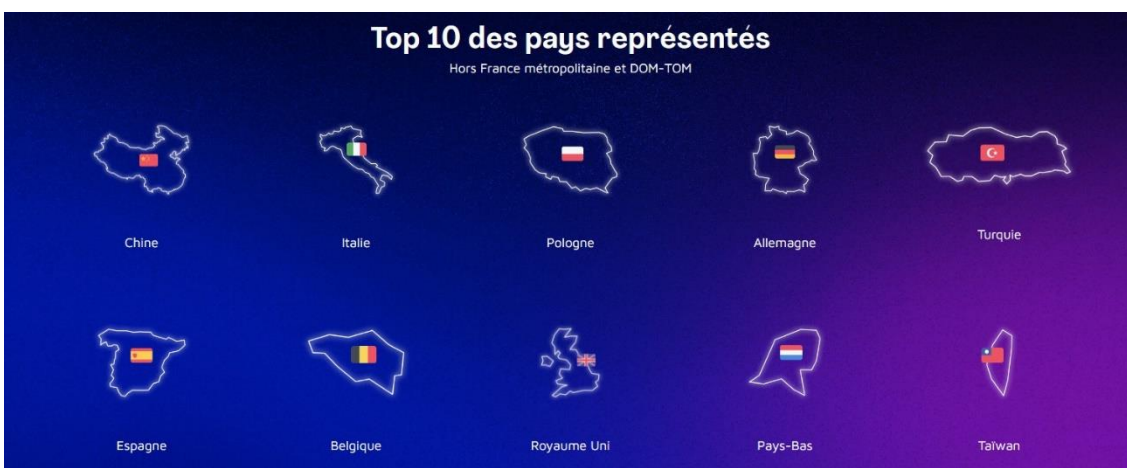 Top 10 des pays représentés
Hors France métropolitaine et DOM-TOM
Chine
Italie
Pologne
Allemagne
Turquie
Espagne
Belgique
Royaume Uni
Pays-Bas
Taïwan